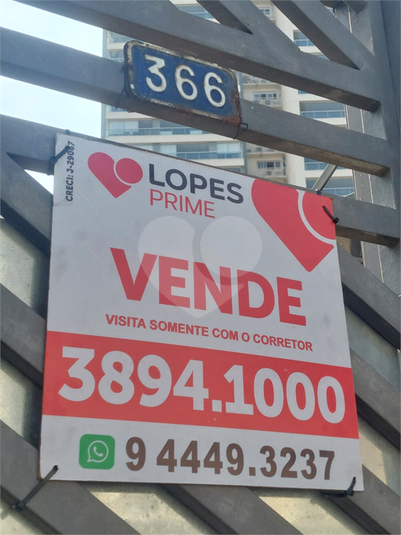 366
CRECI: J-29067
LOPES
PRIME
VENDE
VISITA SOMENTE COM O CORRETOR
3894.1000
9 4449.3237